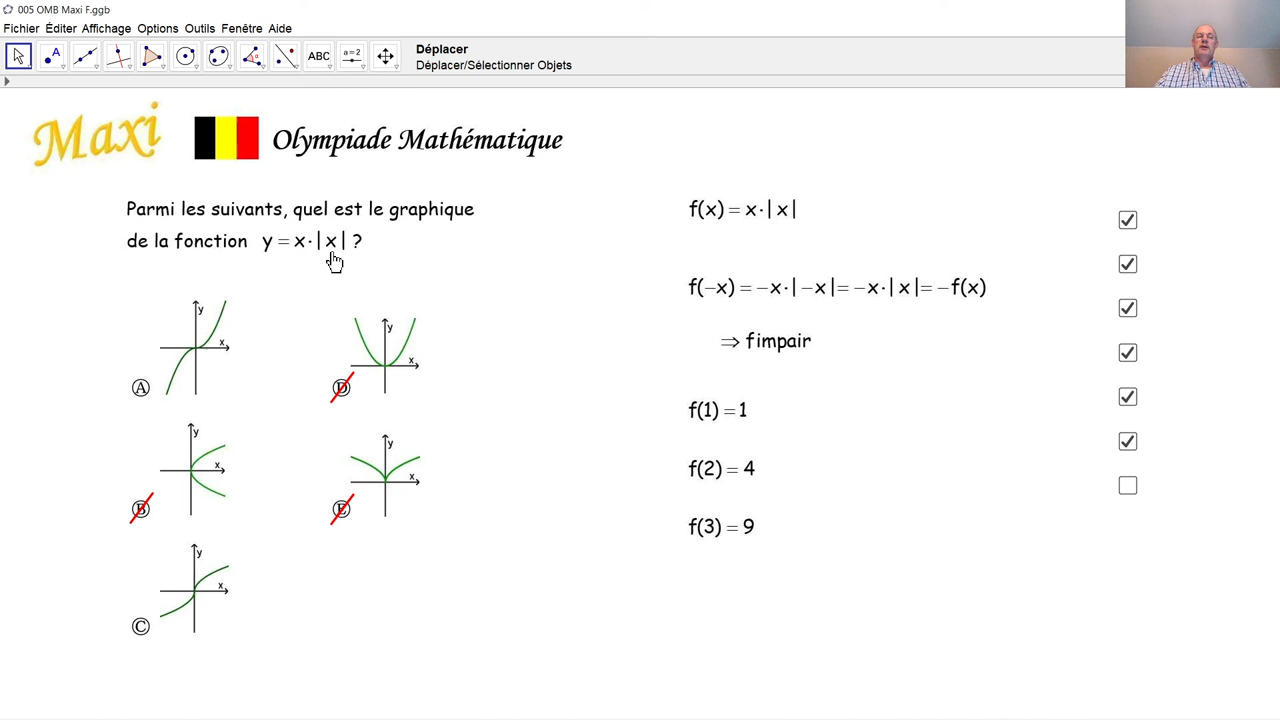 005 OMB Maxi F.ggb
Fichier Éditer Affichage Options Outils Fenêtre Aide
A
ABC
a=2
Déplacer
Déplacer/Sélectionner Objets
Maxi
Olympiade Mathématique
Parmi les suivants, quel est le graphique
de la fonction y = x·|x| ?
y
x
A
y
x
D
y
x
B
y
x
E
y
x
C
f(x) = x·|x|
f(−x) = −x·|−x|= −x·|x|= −f(x)
⇒ fimpair
f(1) = 1
f(2) = 4
f(3) = 9